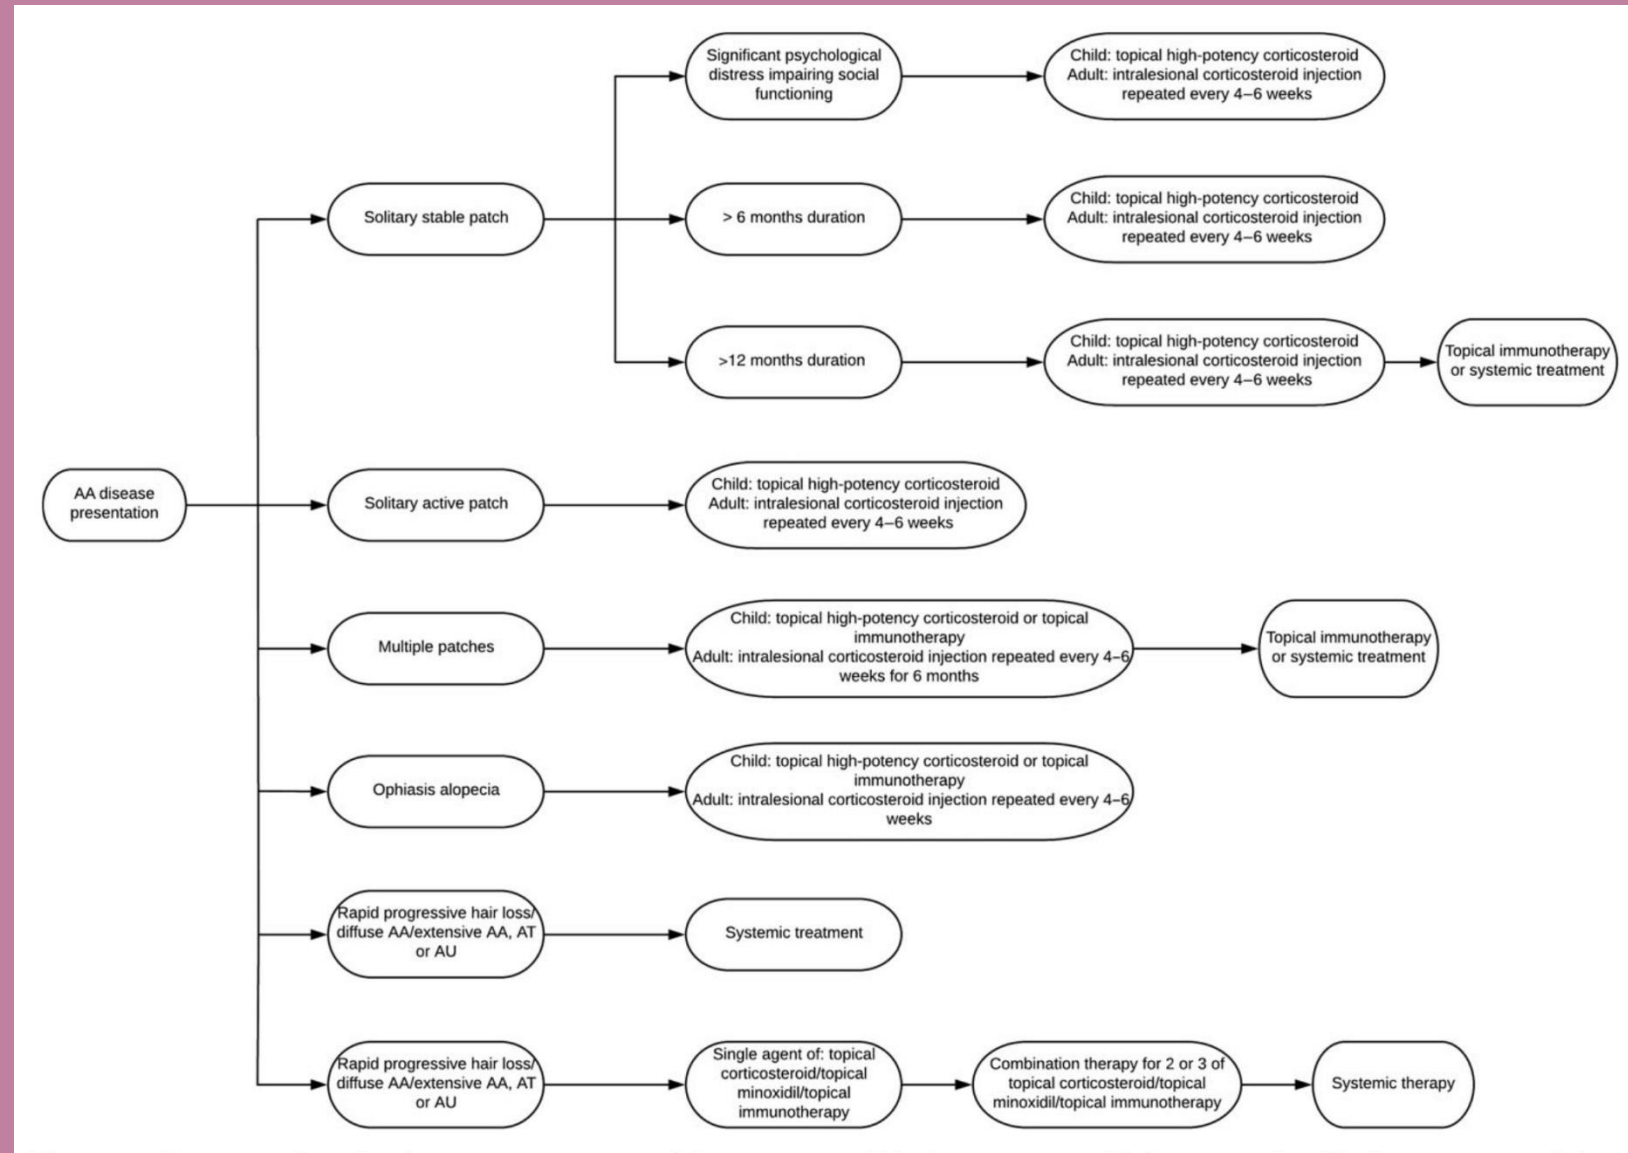 AA disease
presentation
Solitary stable patch
Significant psychological
distress impairing social
functioning
Child: topical high-potency corticosteroid
Adult: intralesional corticosteroid injection
repeated every 4–6 weeks
> 6 months duration
Child: topical high-potency corticosteroid
Adult: intralesional corticosteroid injection
repeated every 4–6 weeks
>12 months duration
Child: topical high-potency corticosteroid
Adult: intralesional corticosteroid injection
repeated every 4–6 weeks
Topical immunotherapy
or systemic treatment
Solitary active patch
Child: topical high-potency corticosteroid
Adult: intralesional corticosteroid injection
repeated every 4–6 weeks
Multiple patches
Child: topical high-potency corticosteroid or topical
immunotherapy
Adult: intralesional corticosteroid injection repeated every 4–6
weeks for 6 months
Topical immunotherapy
or systemic treatment
Ophiasis alopecia
Child: topical high-potency corticosteroid or topical
immunotherapy
Adult: intralesional corticosteroid injection repeated every 4–6
weeks
Rapid progressive hair loss/
diffuse AA/extensive AA, AT
or AU
Systemic treatment
Rapid progressive hair loss/
diffuse AA/extensive AA, AT
or AU
Single agent of: topical
corticosteroid/topical
minoxidil/topical
immunotherapy
Combination therapy for 2 or 3 of
topical corticosteroid/topical
minoxidil/topical immunotherapy
Systemic therapy